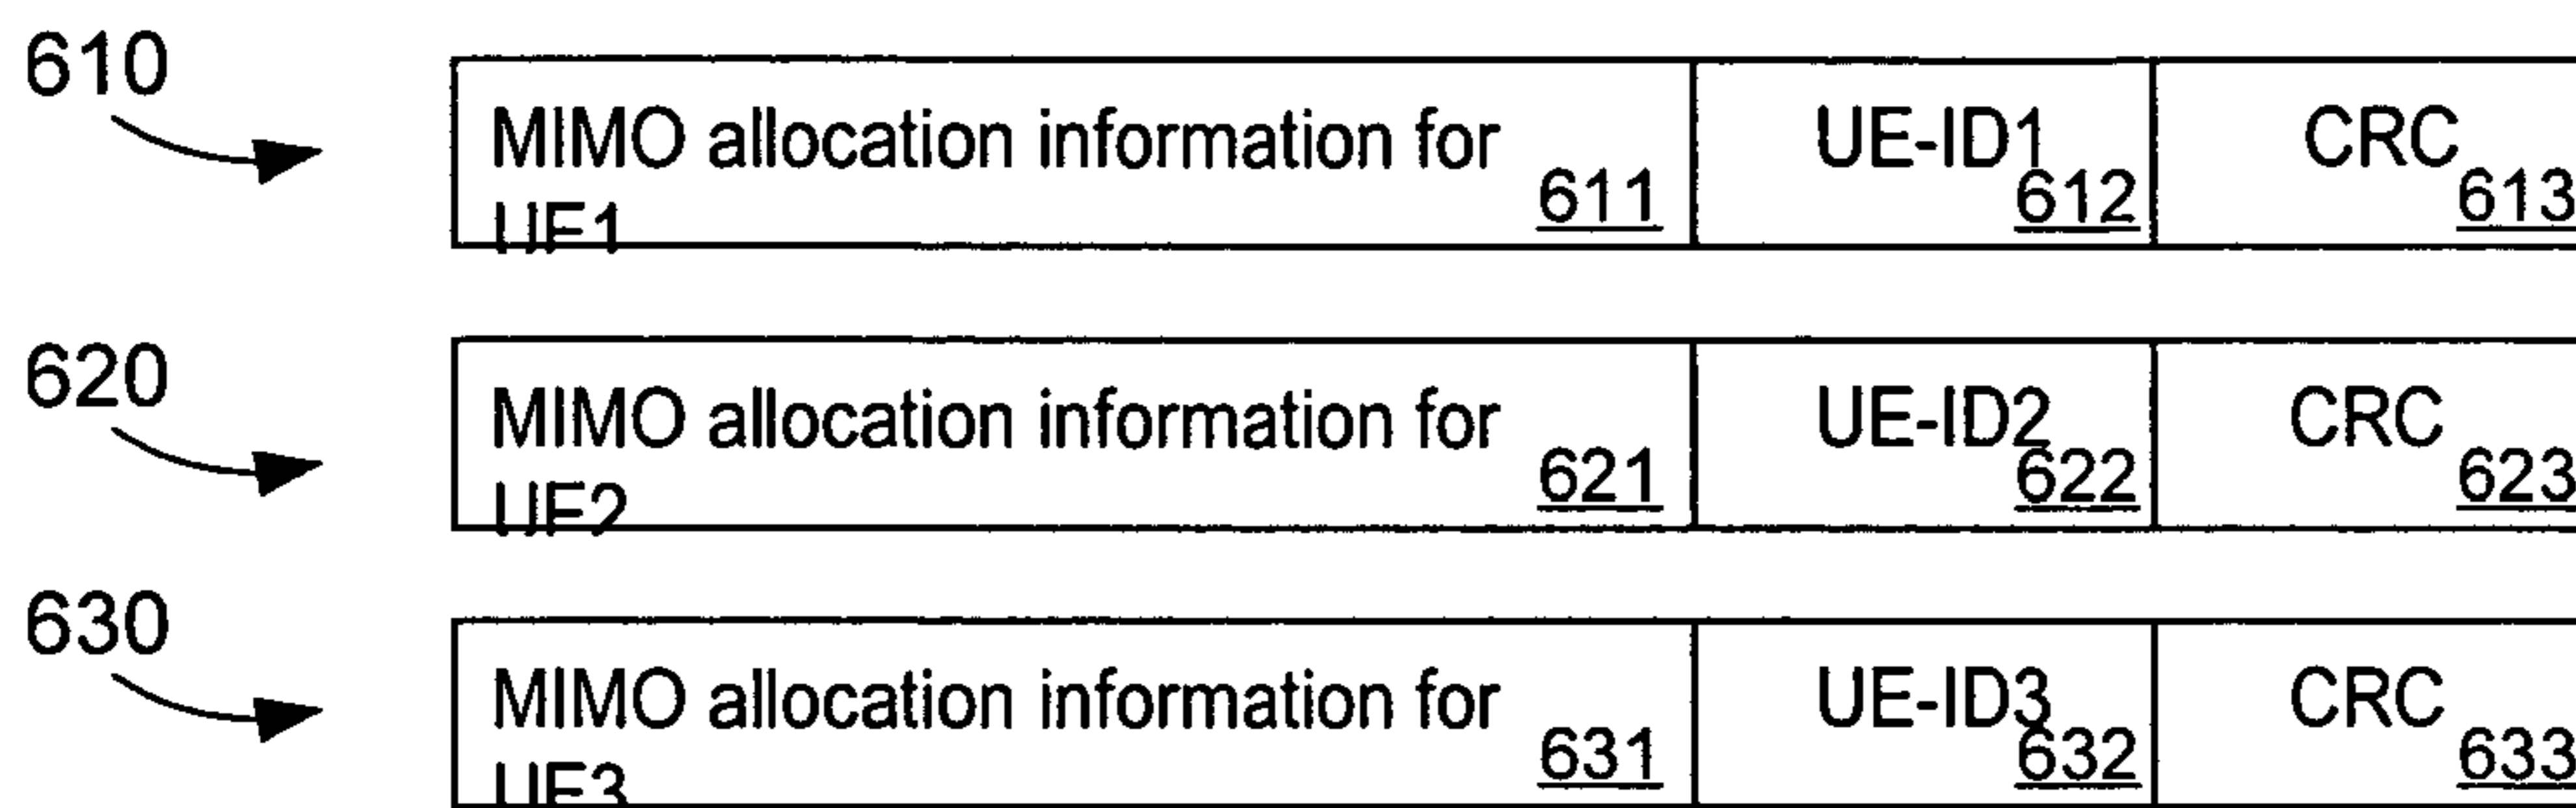 610
MIMO allocation information for
UE1
611
UE-ID1
612
CRC
613
620
MIMO allocation information for
UE2
621
UE-ID2
622
CRC
623
630
MIMO allocation information for
UE3
631
UE-ID3
632
CRC
633